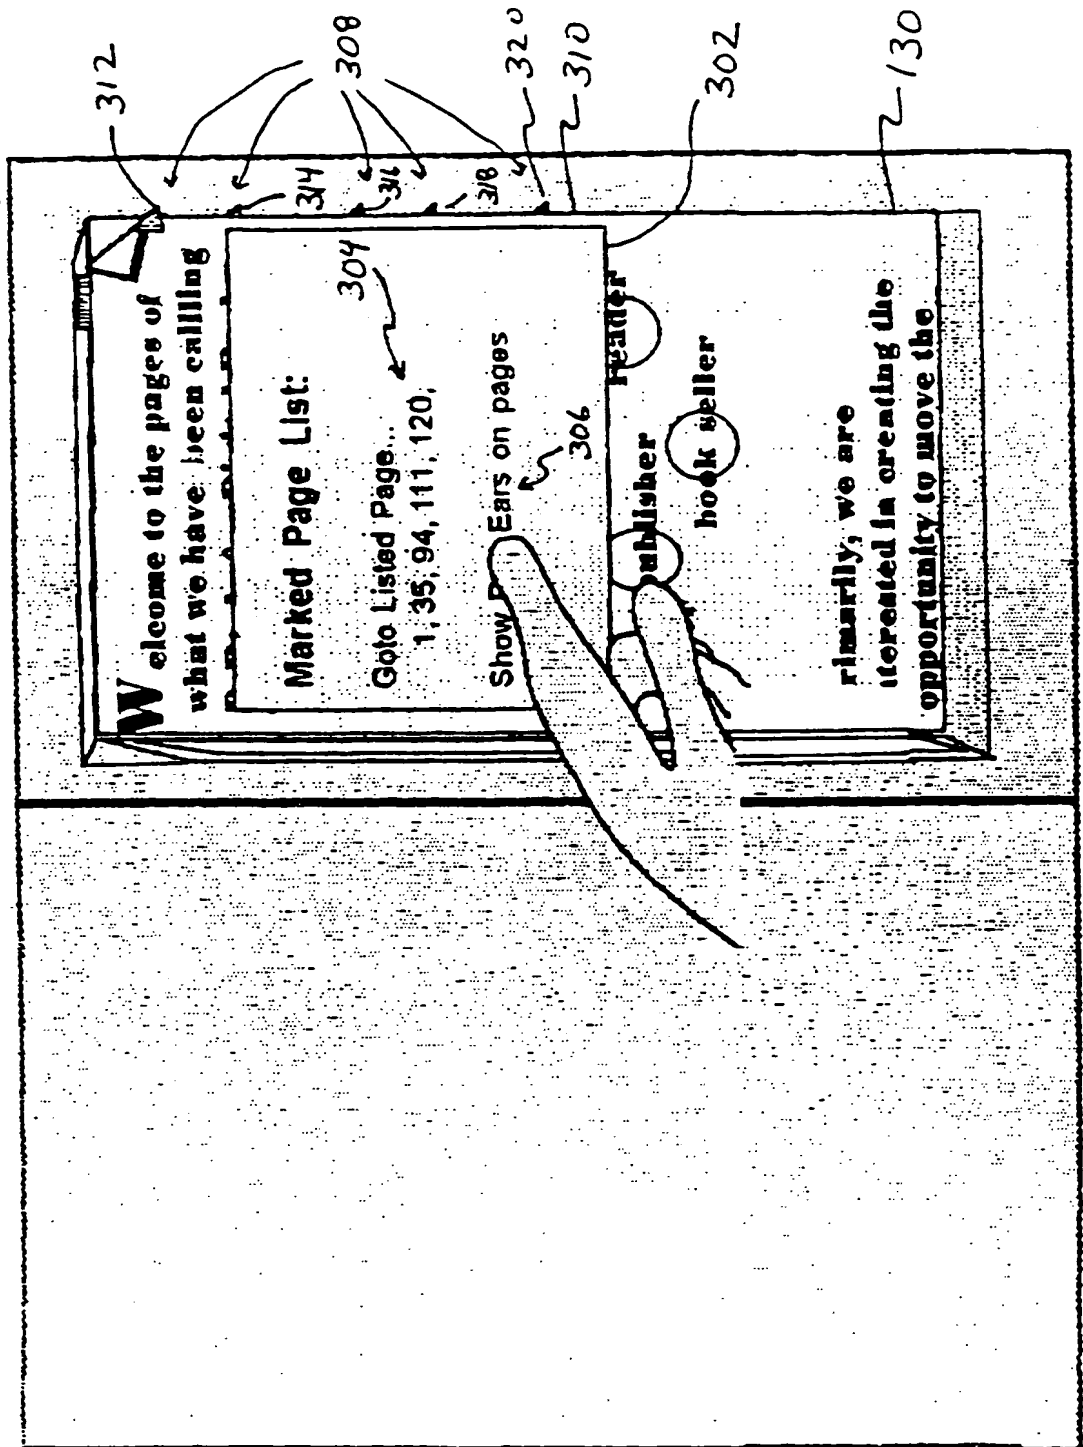 Welcome to the pages of
what we have been callling
Marked Page List:
Goto Listed Page...
1, 35, 94, 111, 120,
Show Ears on pages
reader
publisher
book seller
rimarily, we are
terested in creating the
opportunity to move the
312
308
314
316
318
320
310
304
306
302
130